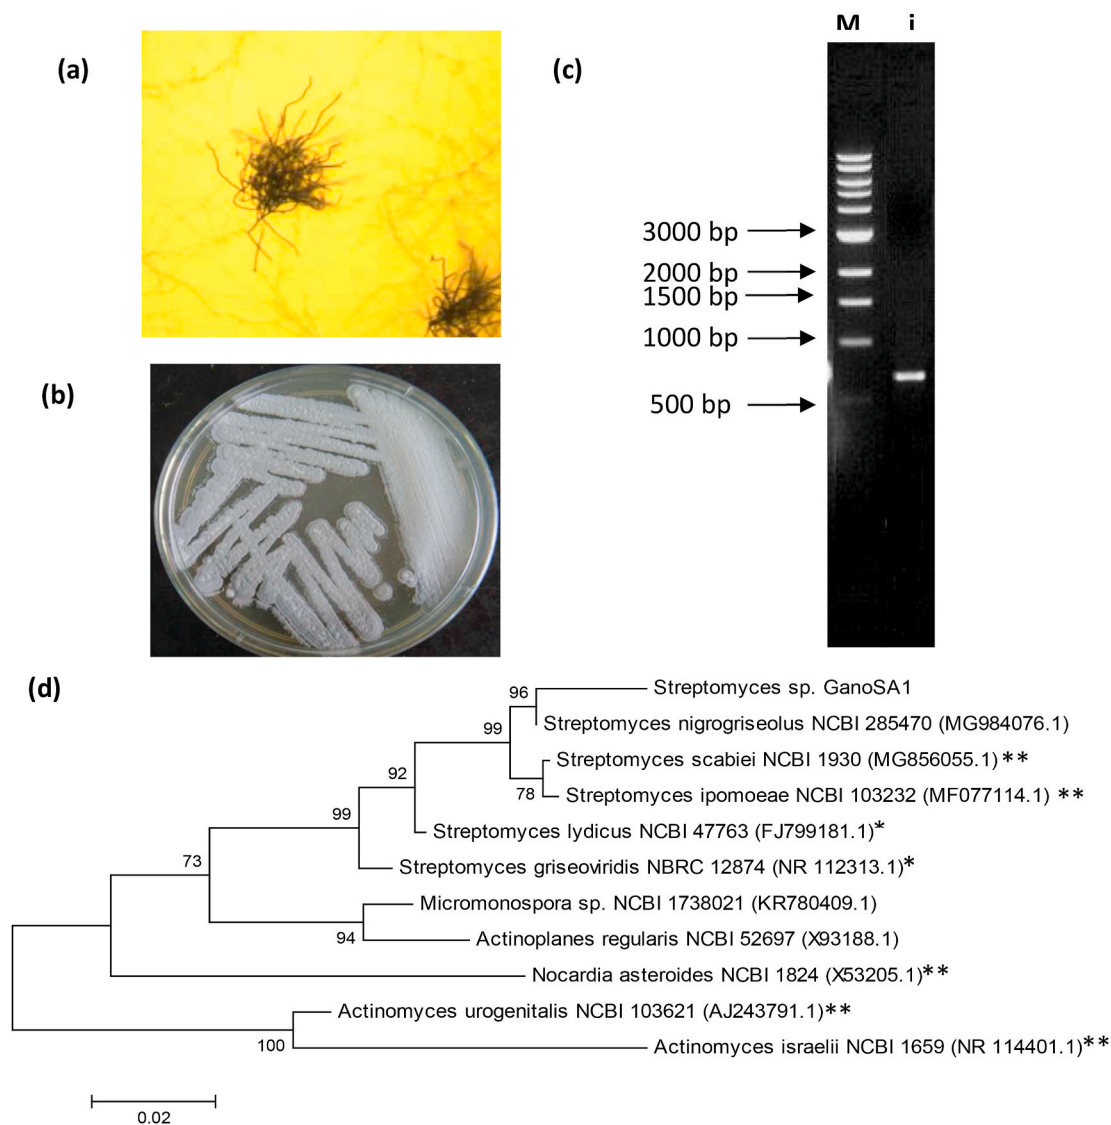 (a)
(b)
(c)
M i
3000 bp
2000 bp
1500 bp
1000 bp
500 bp
(d)
96
Streptomyces sp. GanoSA1
Streptomyces nigrogriseolus NCBI 285470 (MG984076.1)
99
Streptomyces scabiei NCBI 1930 (MG856055.1) **
78
Streptomyces ipomoeae NCBI 103232 (MF077114.1) **
92
Streptomyces lydicus NCBI 47763 (FJ799181.1)*
99
Streptomyces griseoviridis NBRC 12874 (NR 112313.1)*
73
Micromonospora sp. NCBI 1738021 (KR780409.1)
94
Actinoplanes regularis NCBI 52697 (X93188.1)
Nocardia asteroides NCBI 1824 (X53205.1)**
Actinomyces urogenitalis NCBI 103621 (AJ243791.1)**
100
Actinomyces israelii NCBI 1659 (NR 114401.1)**
0.02